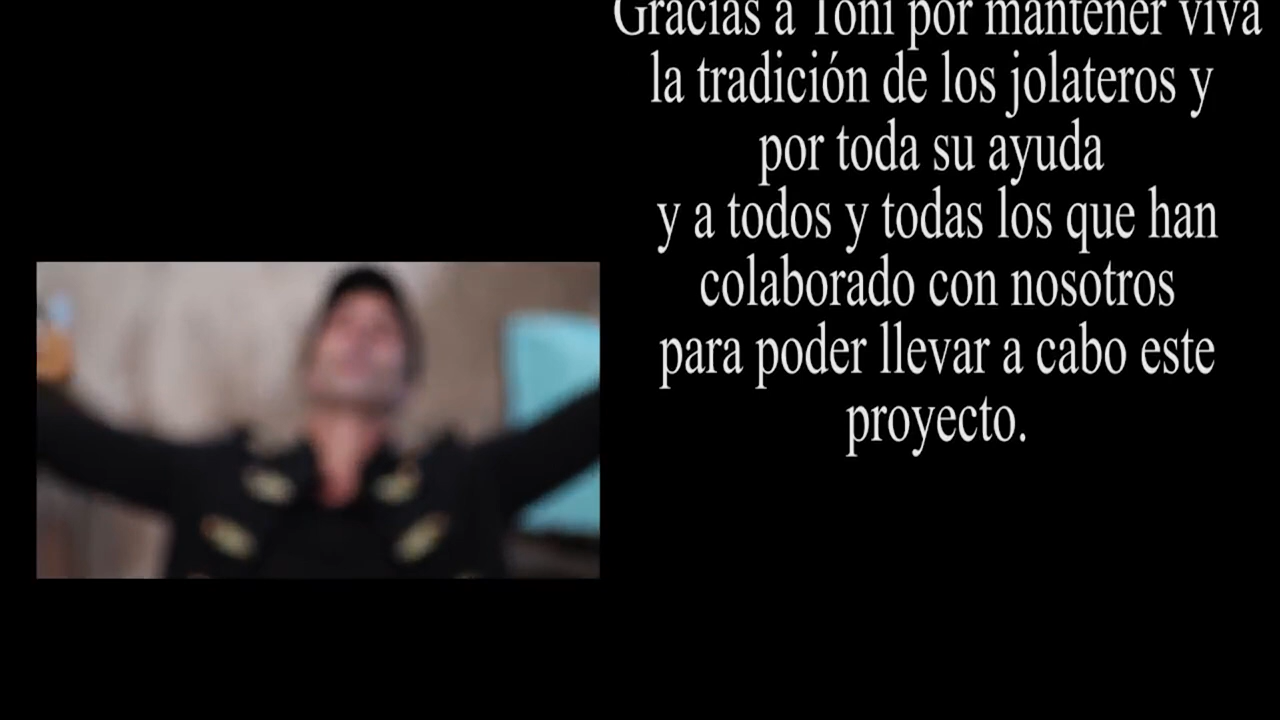 Gracias a Toni por mantener viva
la tradición de los jolateros y
por toda su ayuda
y a todos y todas los que han
colaborado con nosotros
para poder llevar a cabo este
proyecto.